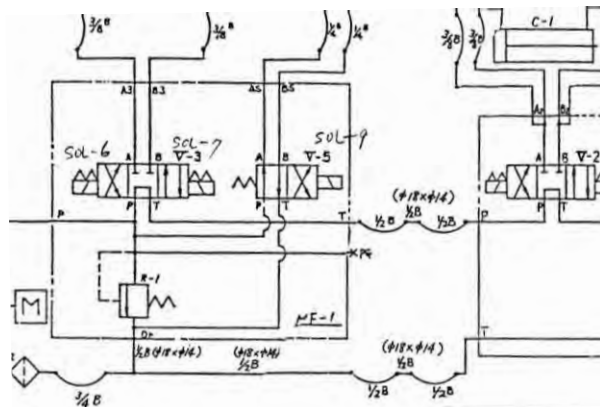 3/8B
3/8B
1/4B
1/4B
3/8B
3/8B
C-1
A3
B3
A5
B5
SOL-6
A
B
SOL-7
V-3
P
T
A
B
SOL-9
V-5
P
T
A
B
V-2
P
T
P
T
(φ18×φ14)
1/2B
1/2B
1/2B
P
R-1
M
MF-1
1/2B (φ18×φ14)
(φ18×φ14)
1/2B
(φ18×φ14)
1/2B
1/2B
1/2B
T
3/4B